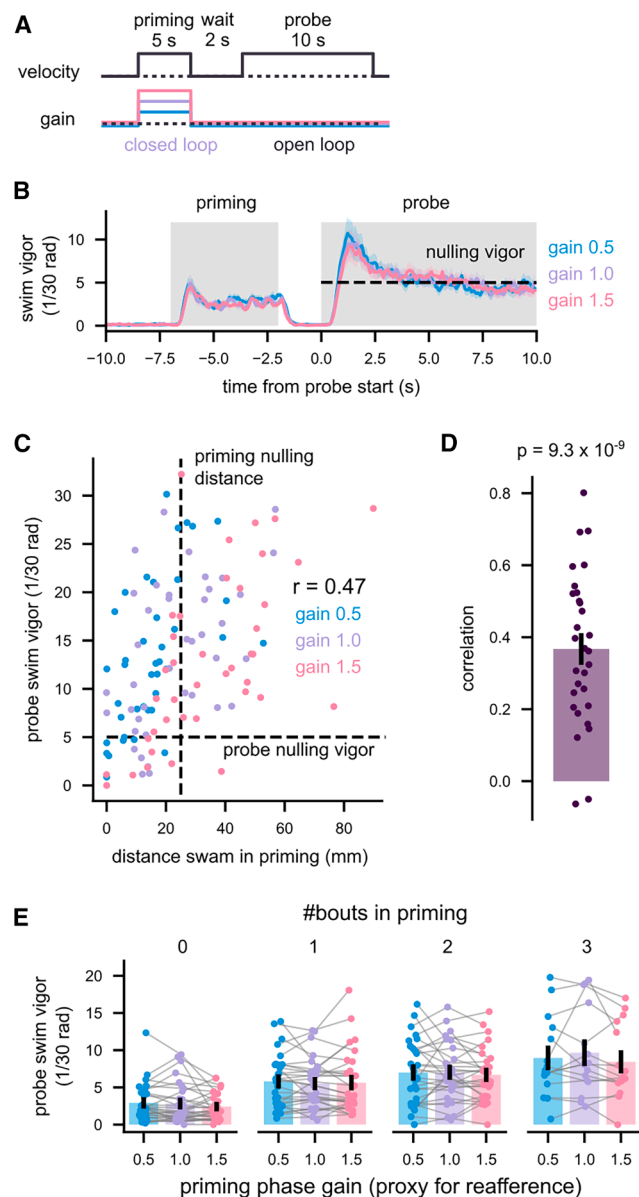 A
priming wait probe
5 s 2 s 10 s
velocity
gain
closed loop open loop
B
priming probe
swim vigor
(1/30 rad)
10
5
0
nulling vigor
gain 0.5
gain 1.0
gain 1.5
−10.0 −7.5 −5.0 −2.5 0.0 2.5 5.0 7.5 10.0
time from probe start (s)
C
priming nulling
distance
probe swim vigor (1/30 rad)
30
25
20
15
10
5
0
r = 0.47
gain 0.5
gain 1.0
gain 1.5
probe nulling vigor
0 20 40 60 80
distance swam in priming (mm)
D
p = 9.3 x 10⁻⁹
correlation
0.8
0.6
0.4
0.2
0.0
E
#bouts in priming
0 1 2 3
probe swim vigor
(1/30 rad)
20
15
10
5
0
0.5 1.0 1.5 0.5 1.0 1.5 0.5 1.0 1.5 0.5 1.0 1.5
priming phase gain (proxy for reafference)